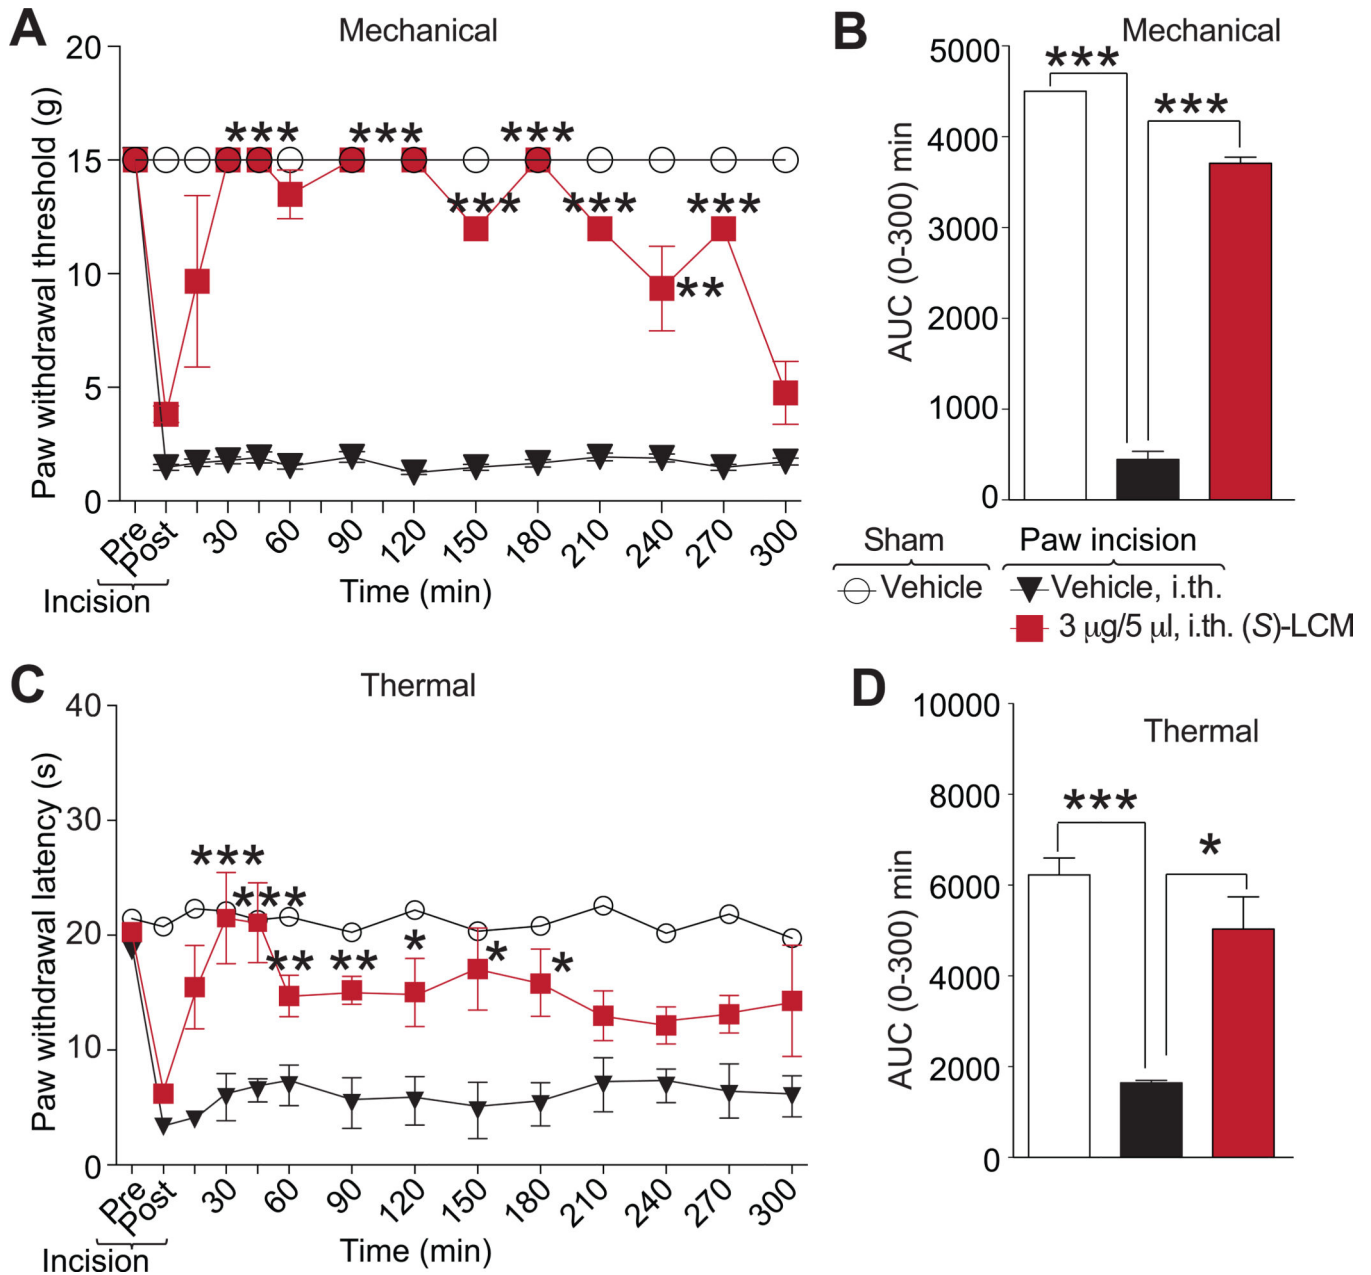 A
Mechanical
Paw withdrawal threshold (g)
20
15
10
5
0
*** *** ***
*** *** ***
**
Pre Post 30 60 90 120 150 180 210 240 270 300
Incision
Time (min)
B
Mechanical
AUC (0-300) min
5000
4000
3000
2000
1000
0
***
***
Sham Paw incision
Vehicle Vehicle, i.th.
3 μg/5 μl, i.th. (S)-LCM
C
Thermal
Paw withdrawal latency (s)
40
30
20
10
0
***
***
** ** * * *
Pre Post 30 60 90 120 150 180 210 240 270 300
Incision
Time (min)
D
Thermal
AUC (0-300) min
10000
8000
6000
4000
2000
0
***
*